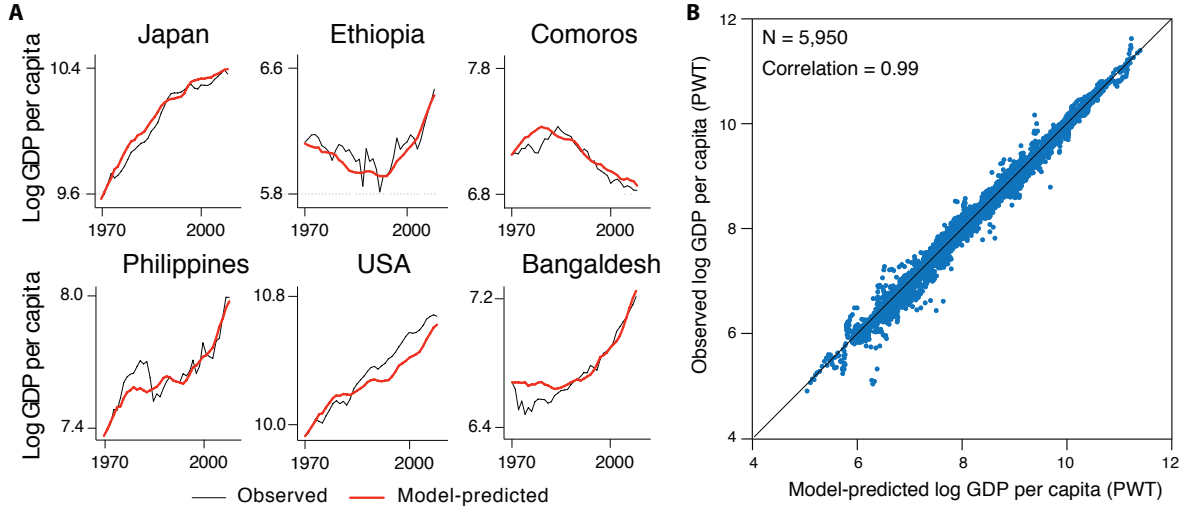 A
Japan
Ethiopia
Comoros
Log GDP per capita
10.4
9.6
1970
2000
6.6
5.8
1970
2000
7.8
6.8
1970
2000
Philippines
USA
Bangaldesh
Log GDP per capita
8.0
7.4
1970
2000
10.8
10.0
1970
2000
7.2
6.4
1970
2000
Observed
Model-predicted
B
N = 5,950
Correlation = 0.99
Observed log GDP per capita (PWT)
12
10
8
6
4
4
6
8
10
12
Model-predicted log GDP per capita (PWT)